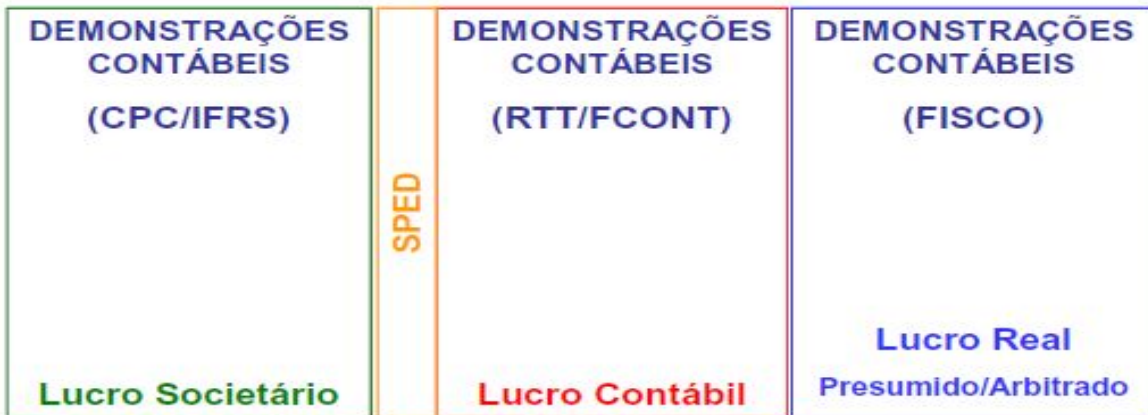 DEMONSTRAÇÕES
CONTÁBEIS
(CPC/IFRS)
Lucro Societário
SPED
DEMONSTRAÇÕES
CONTÁBEIS
(RTT/FCONT)
Lucro Contábil
DEMONSTRAÇÕES
CONTÁBEIS
(FISCO)
Lucro Real
Presumido/Arbitrado